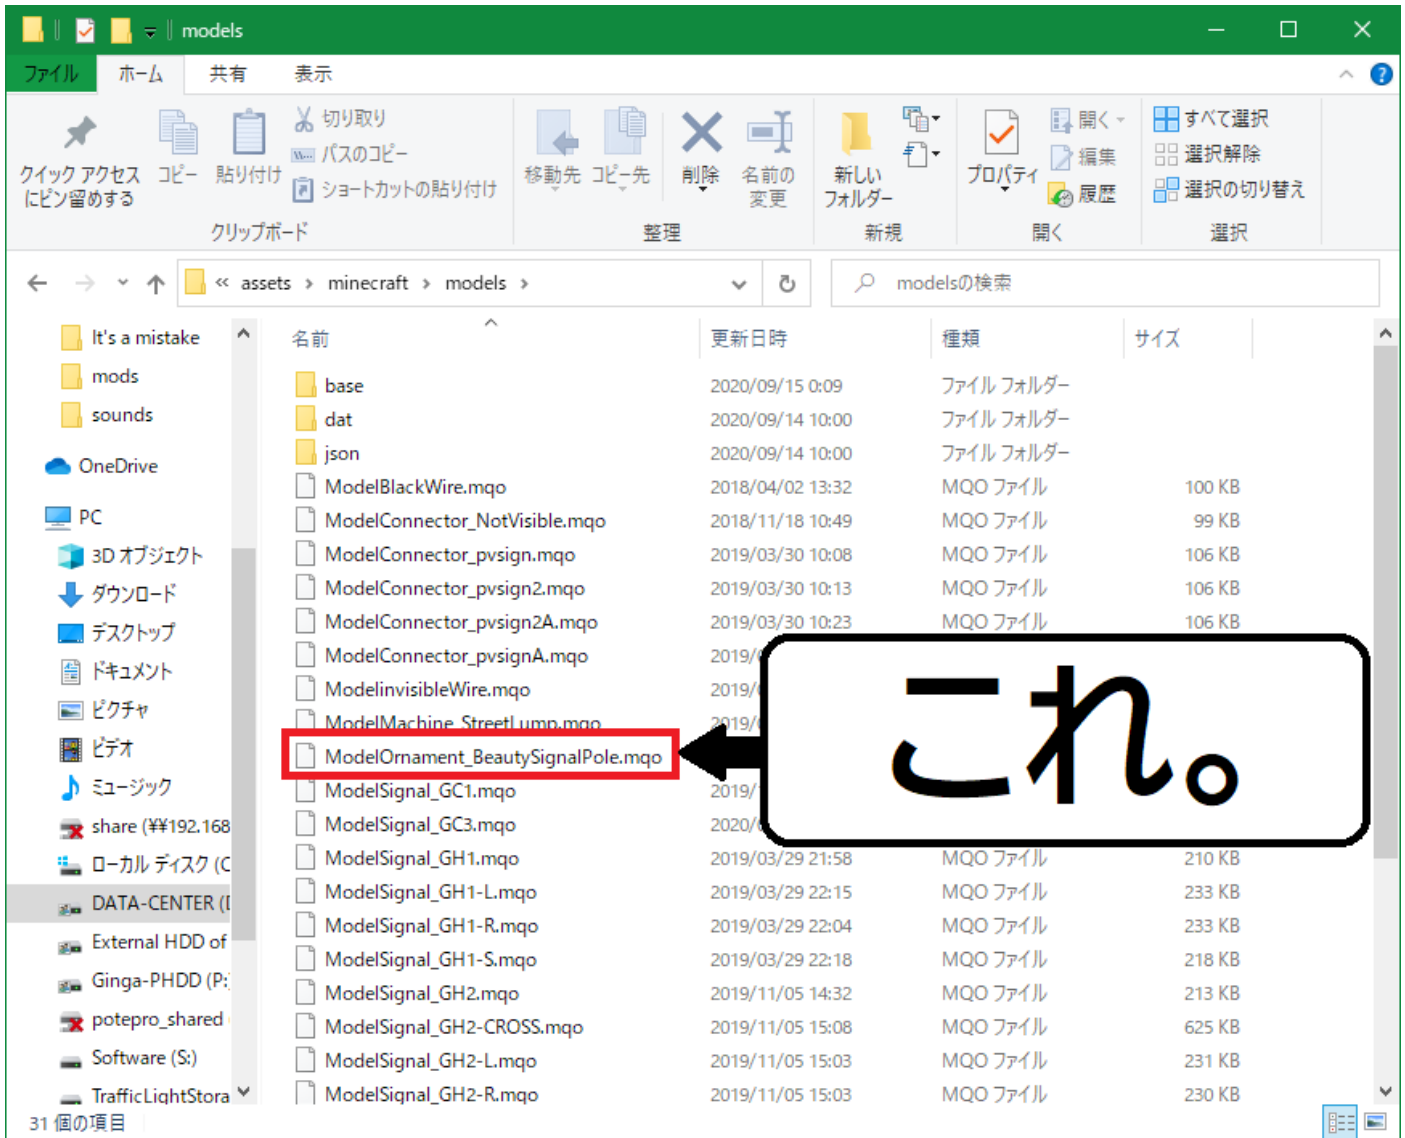 models
ファイル ホーム 共有 表示
クイック アクセス
にピン留めする
コピー
貼り付け
切り取り
パスのコピー
ショートカットの貼り付け
移動先
コピー先
削除
名前の
変更
新しい
フォルダー
プロパティ
開く
編集
履歴
すべて選択
選択解除
選択の切り替え
クリップボード 整理 新規 開く 選択
« assets › minecraft › models ›
modelsの検索
It's a mistake
mods
sounds
OneDrive
PC
3D オブジェクト
ダウンロード
デスクトップ
ドキュメント
ピクチャ
ビデオ
ミュージック
share (¥¥192.168
ローカル ディスク (C
DATA-CENTER (
External HDD of
Ginga-PHDD (P:
potepro_shared
Software (S:)
TrafficLightStora
名前 更新日時 種類 サイズ
base 2020/09/15 0:09 ファイル フォルダー
dat 2020/09/14 10:00 ファイル フォルダー
json 2020/09/14 10:00 ファイル フォルダー
ModelBlackWire.mqo 2018/04/02 13:32 MQO ファイル 100 KB
ModelConnector_NotVisible.mqo 2018/11/18 10:49 MQO ファイル 99 KB
ModelConnector_pvsign.mqo 2019/03/30 10:08 MQO ファイル 106 KB
ModelConnector_pvsign2.mqo 2019/03/30 10:13 MQO ファイル 106 KB
ModelConnector_pvsign2A.mqo 2019/03/30 10:23 MQO ファイル 106 KB
ModelConnector_pvsignA.mqo 2019/
ModelinvisibleWire.mqo 2019/
ModelMachine_StreetLump.mqo 2019/
ModelOrnament_BeautySignalPole.mqo
ModelSignal_GC1.mqo 2019/
ModelSignal_GC3.mqo 2020/
ModelSignal_GH1.mqo 2019/03/29 21:58 MQO ファイル 210 KB
ModelSignal_GH1-L.mqo 2019/03/29 22:15 MQO ファイル 233 KB
ModelSignal_GH1-R.mqo 2019/03/29 22:04 MQO ファイル 233 KB
ModelSignal_GH1-S.mqo 2019/03/29 22:18 MQO ファイル 218 KB
ModelSignal_GH2.mqo 2019/11/05 14:32 MQO ファイル 213 KB
ModelSignal_GH2-CROSS.mqo 2019/11/05 15:08 MQO ファイル 625 KB
ModelSignal_GH2-L.mqo 2019/11/05 15:03 MQO ファイル 231 KB
ModelSignal_GH2-R.mqo 2019/11/05 15:03 MQO ファイル 230 KB
これ。
31 個の項目